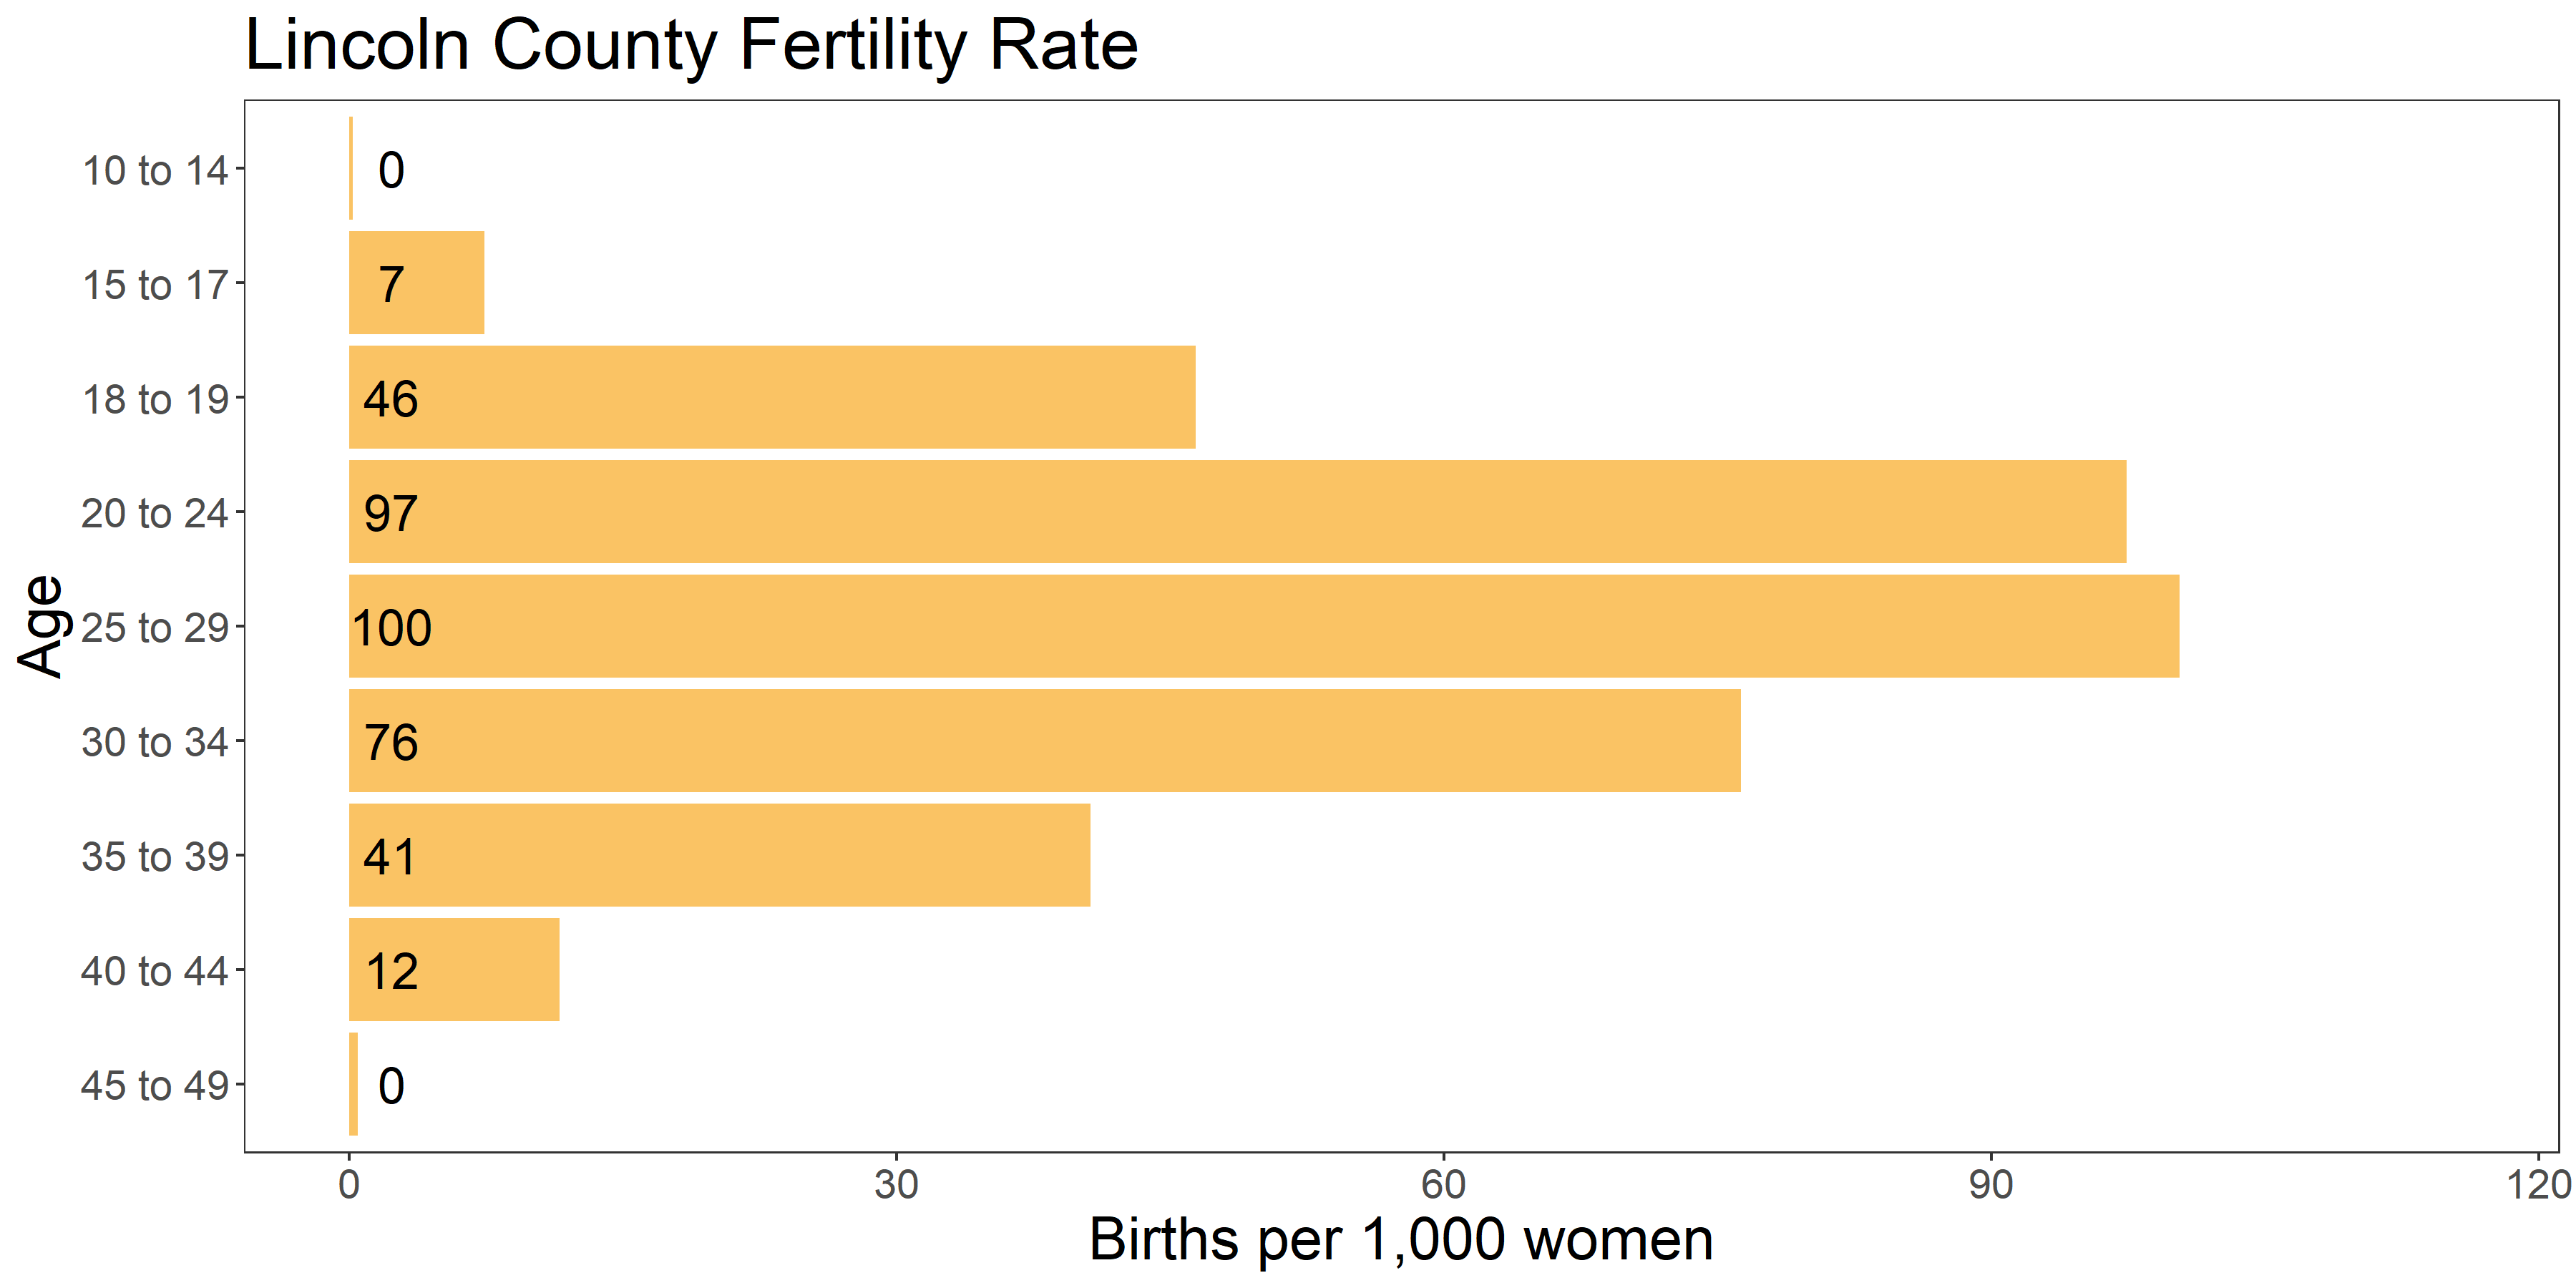 Lincoln County Fertility Rate
Age
10 to 14 0
15 to 17 7
18 to 19 46
20 to 24 97
25 to 29 100
30 to 34 76
35 to 39 41
40 to 44 12
45 to 49 0
0 30 60 90 120
Births per 1,000 women